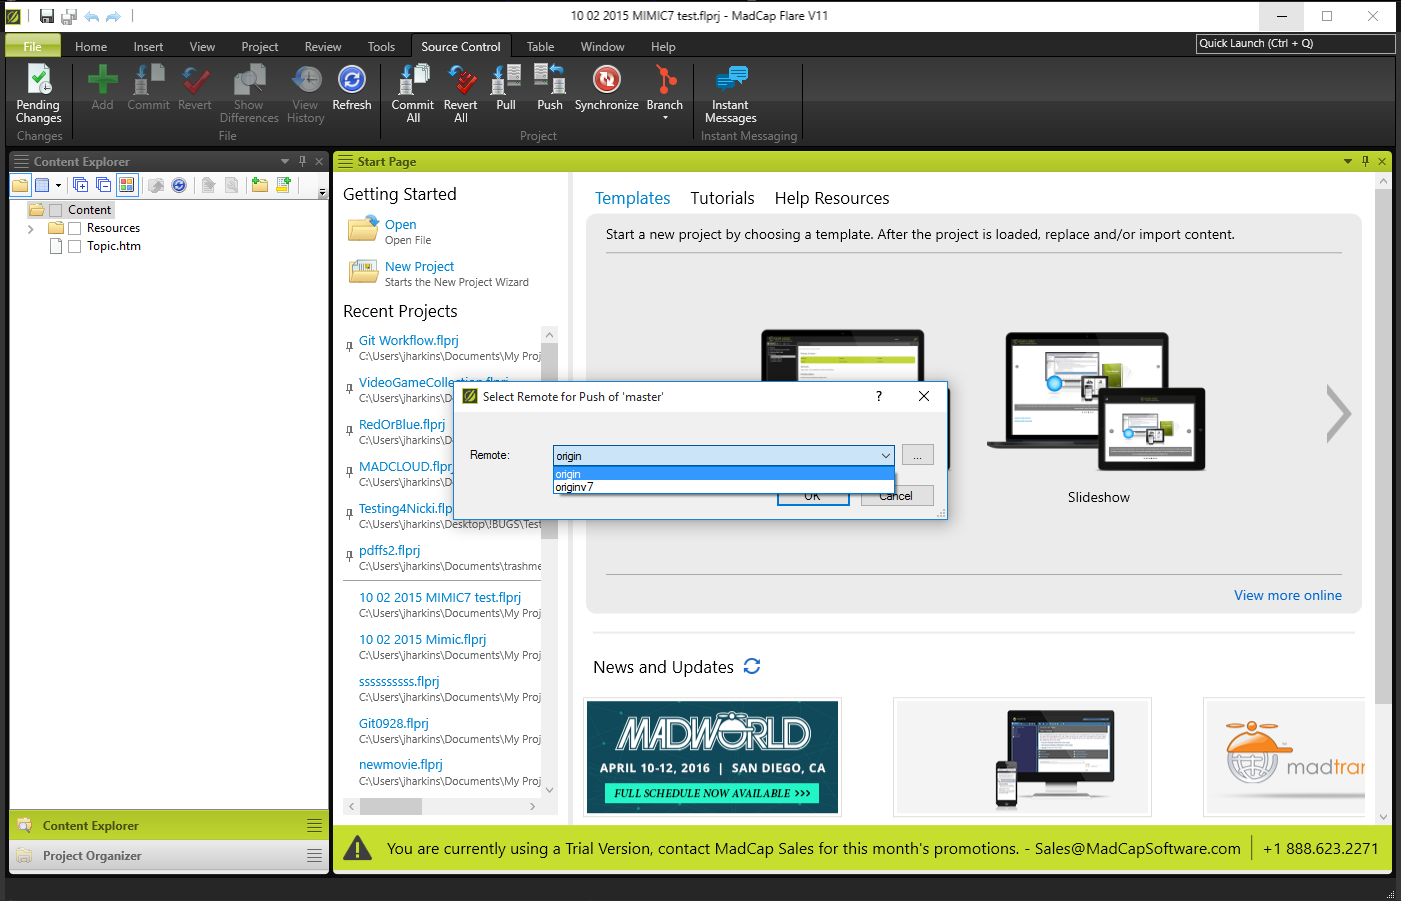 10 02 2015 MIMIC7 test.flprj - MadCap Flare V11
File
Home
Insert
View
Project
Review
Tools
Source Control
Table
Window
Help
Quick Launch (Ctrl + Q)
Pending
Changes
Add
Commit
Revert
Show
Differences
View
History
Refresh
Commit
All
Revert
All
Pull
Push
Synchronize
Branch
Instant
Messages
Changes
File
Project
Instant Messaging
Content Explorer
Content
Resources
Topic.htm
Content Explorer
Project Organizer
Start Page
Getting Started
Open
Open File
New Project
Starts the New Project Wizard
Recent Projects
Git Workflow.flprj
C:\Users\jharkins\Documents\My Proj
VideoGameCollection.flprj
C:\Users\jharkins\D
RedOrBlue.flprj
C:\Users\jharkins\D
MADCLOUD.flprj
C:\Users\jharkins\D
Testing4Nicki.flp
C:\Users\jharkins\Desktop\!BUGS\Test
pdffs2.flprj
C:\Users\jharkins\Documents\trashme
10 02 2015 MIMIC7 test.flprj
C:\Users\jharkins\Documents\My Proj
10 02 2015 Mimic.flprj
C:\Users\jharkins\Documents\My Proj
ssssssssss.flprj
C:\Users\jharkins\Documents\My Proj
Git0928.flprj
C:\Users\jharkins\Documents\My Proj
newmovie.flprj
C:\Users\jharkins\Documents\My Proj
Templates
Tutorials
Help Resources
Start a new project by choosing a template. After the project is loaded, replace and/or import content.
Slideshow
View more online
Select Remote for Push of 'master'
?
Remote:
origin
...
origin
originv7
OK
Cancel
News and Updates
MADWORLD
APRIL 10-12, 2016 | SAN DIEGO, CA
FULL SCHEDULE NOW AVAILABLE >>>
madtran
You are currently using a Trial Version, contact MadCap Sales for this month's promotions. - Sales@MadCapSoftware.com
+1 888.623.2271